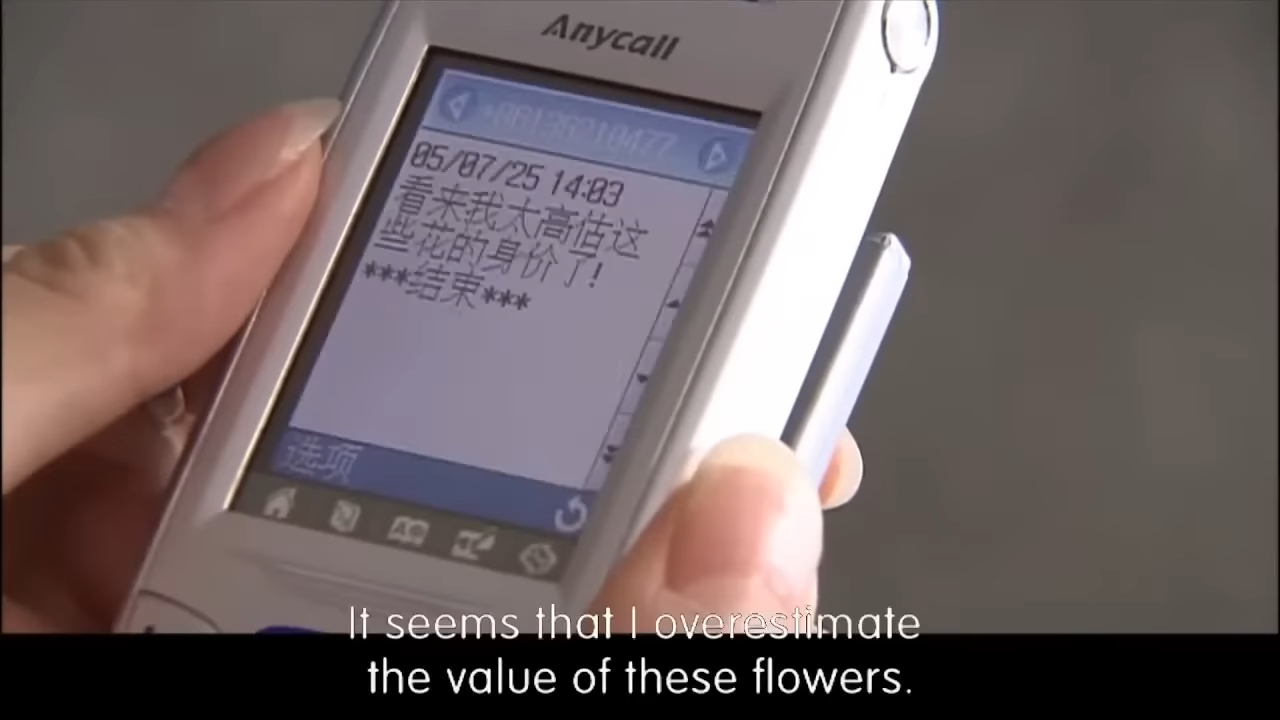 Anycall
05/07/25 14:03
看来我太高估这
些花的身价了!
***结束***
选项
It seems that I overestimate
the value of these flowers.